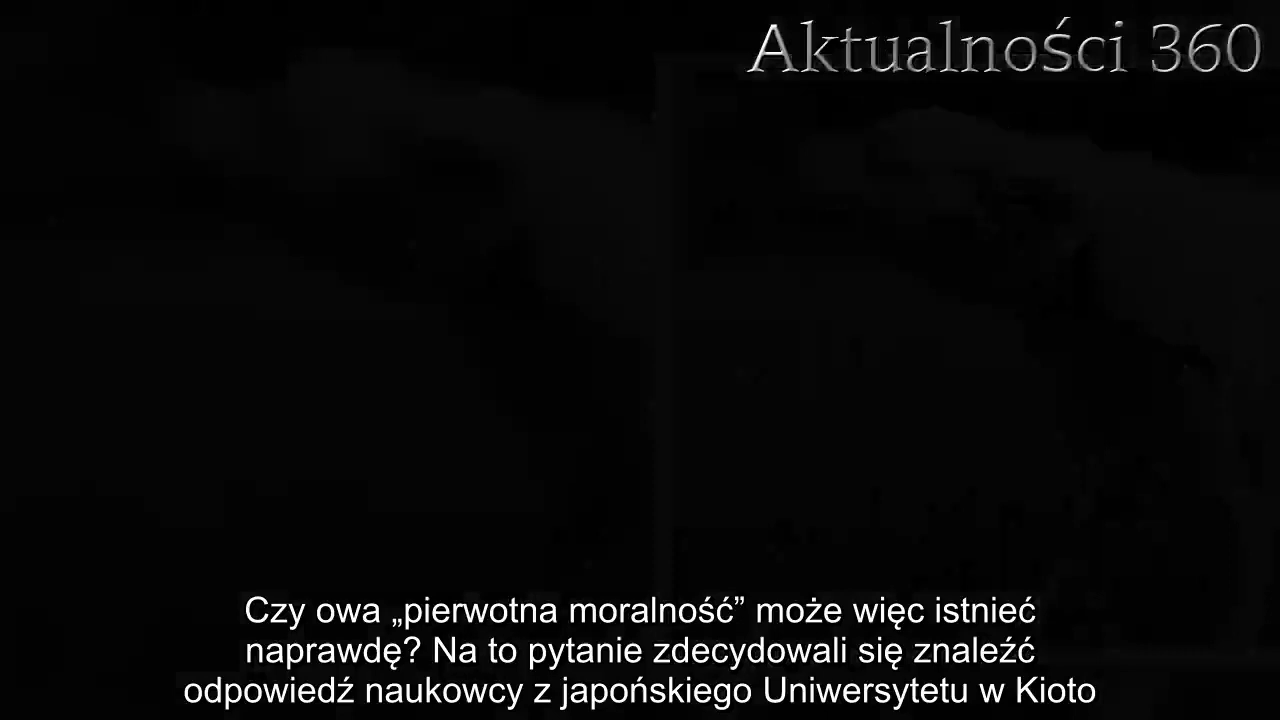 Aktualności 360
Czy owa „pierwotna moralność” może więc istnieć
naprawdę? Na to pytanie zdecydowali się znaleźć
odpowiedź naukowcy z japońskiego Uniwersytetu w Kioto